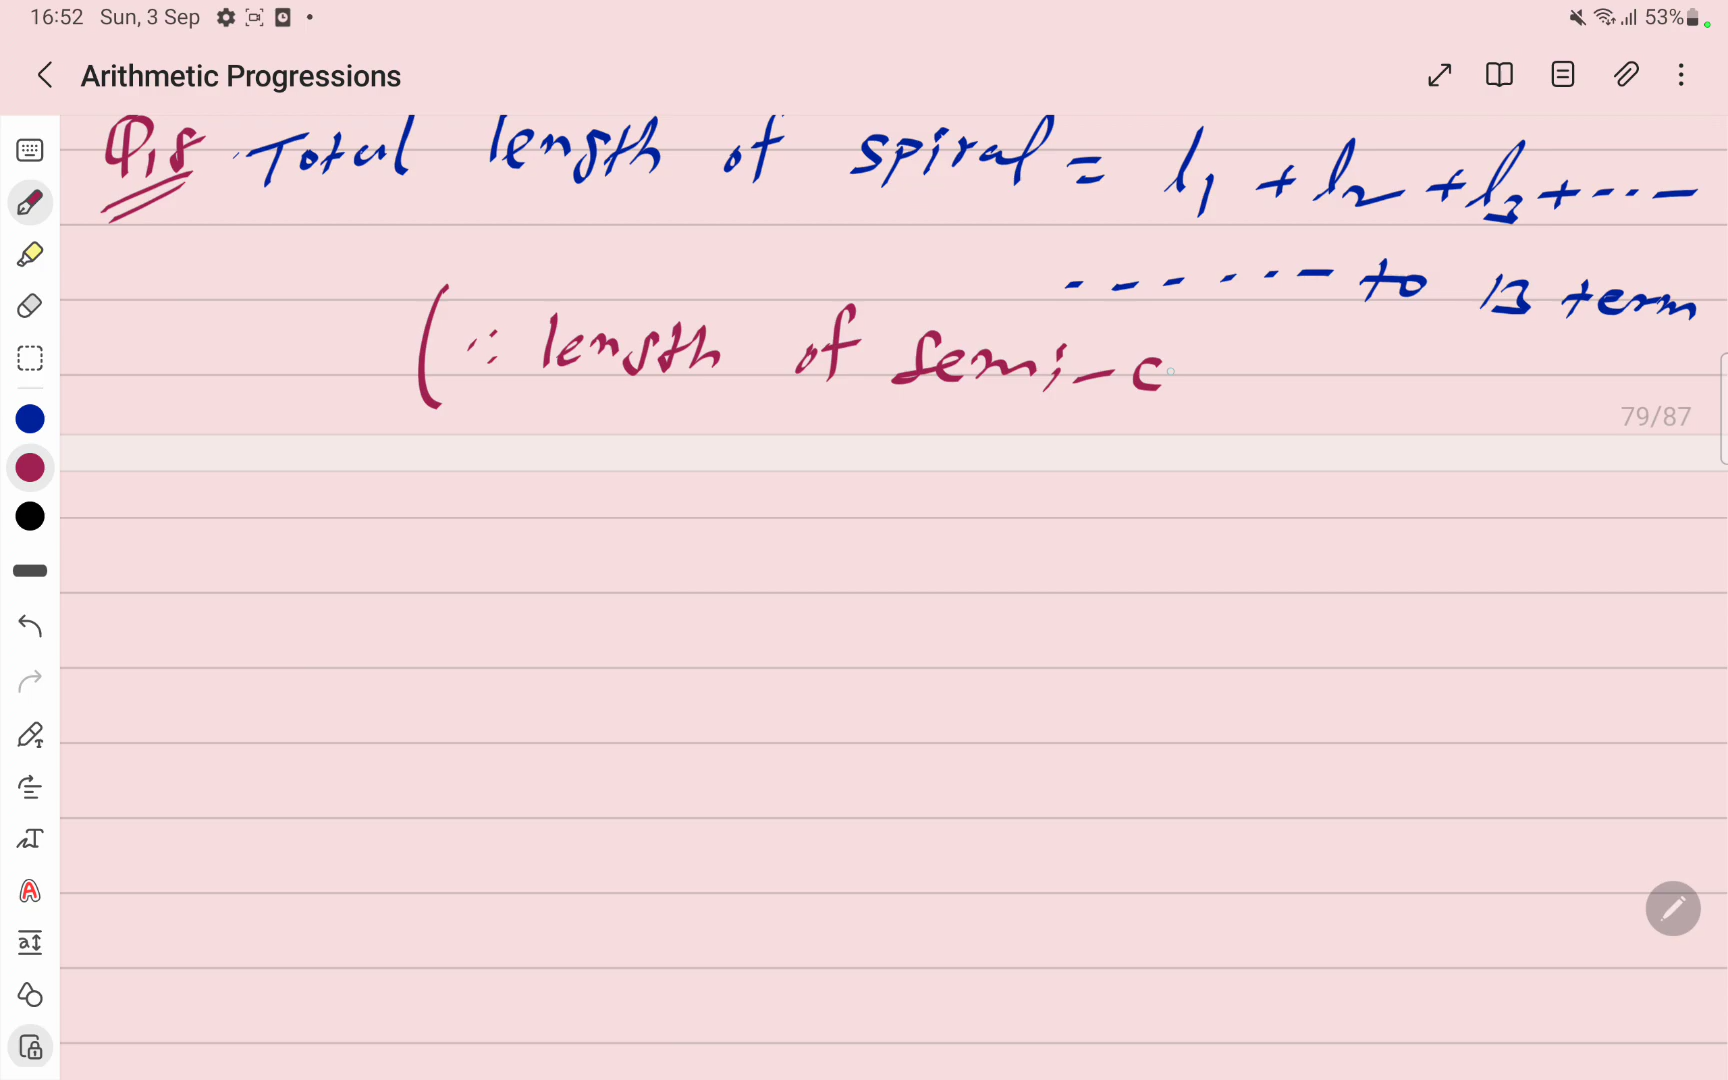 16:52 Sun, 3 Sep 53%
Arithmetic Progressions
Q,8 Total length of spiral = l1 + l2 + l3 + ---
------- to 13 term
(∵ length of semi-c
79/87